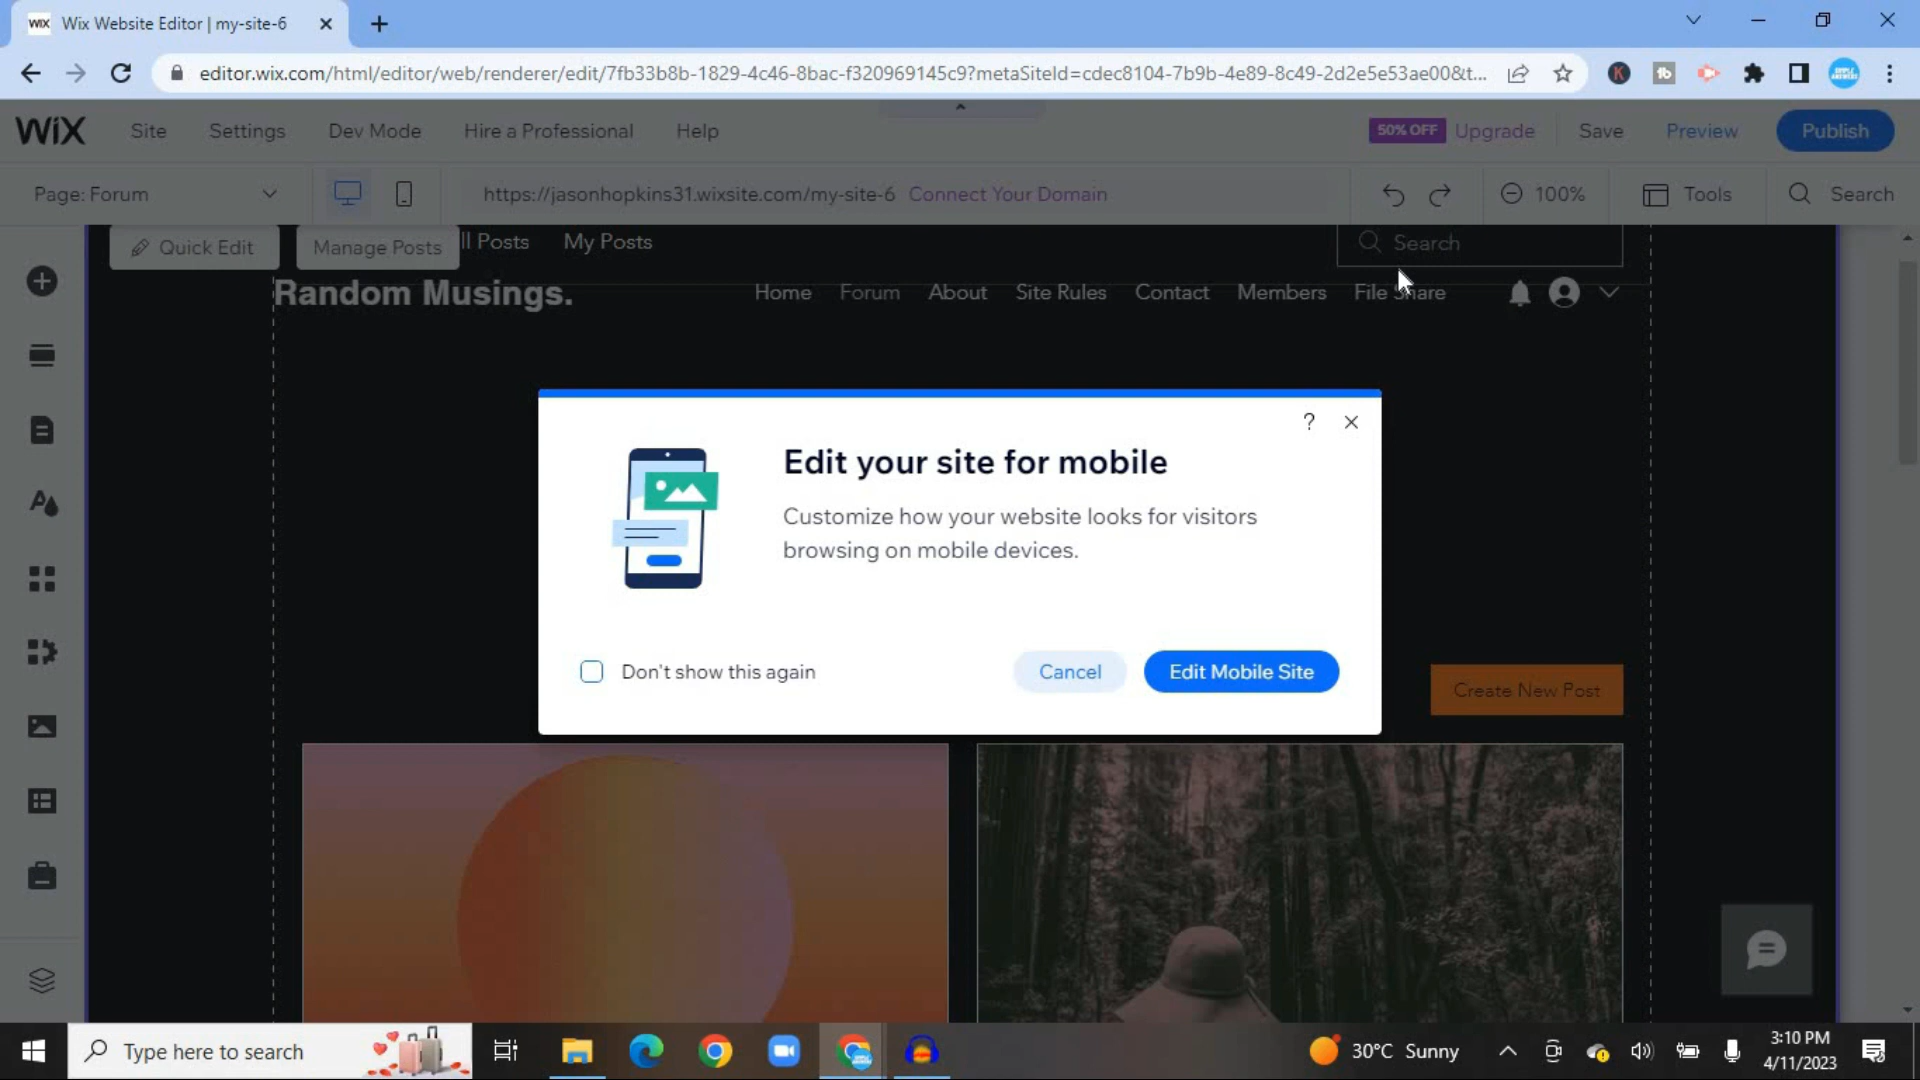 WiX Wix Website Editor | my-site-6
editor.wix.com/html/editor/web/renderer/edit/7fb33b8b-1829-4c46-8bac-f320969145c9?metaSiteId=cdec8104-7b9b-4e89-8c49-2d2e5e53ae00&t...
K
WiX Site Settings Dev Mode Hire a Professional Help 50% OFF Upgrade Save Preview Publish
Page: Forum https://jasonhopkins31.wixsite.com/my-site-6 Connect Your Domain 100% Tools Search
Quick Edit Manage Posts ll Posts My Posts Search
Random Musings. Home Forum About Site Rules Contact Members File Share
? ×
Edit your site for mobile
Customize how your website looks for visitors
browsing on mobile devices.
Don't show this again Cancel Edit Mobile Site
Create New Post
Type here to search 30°C Sunny 3:10 PM
4/11/2023